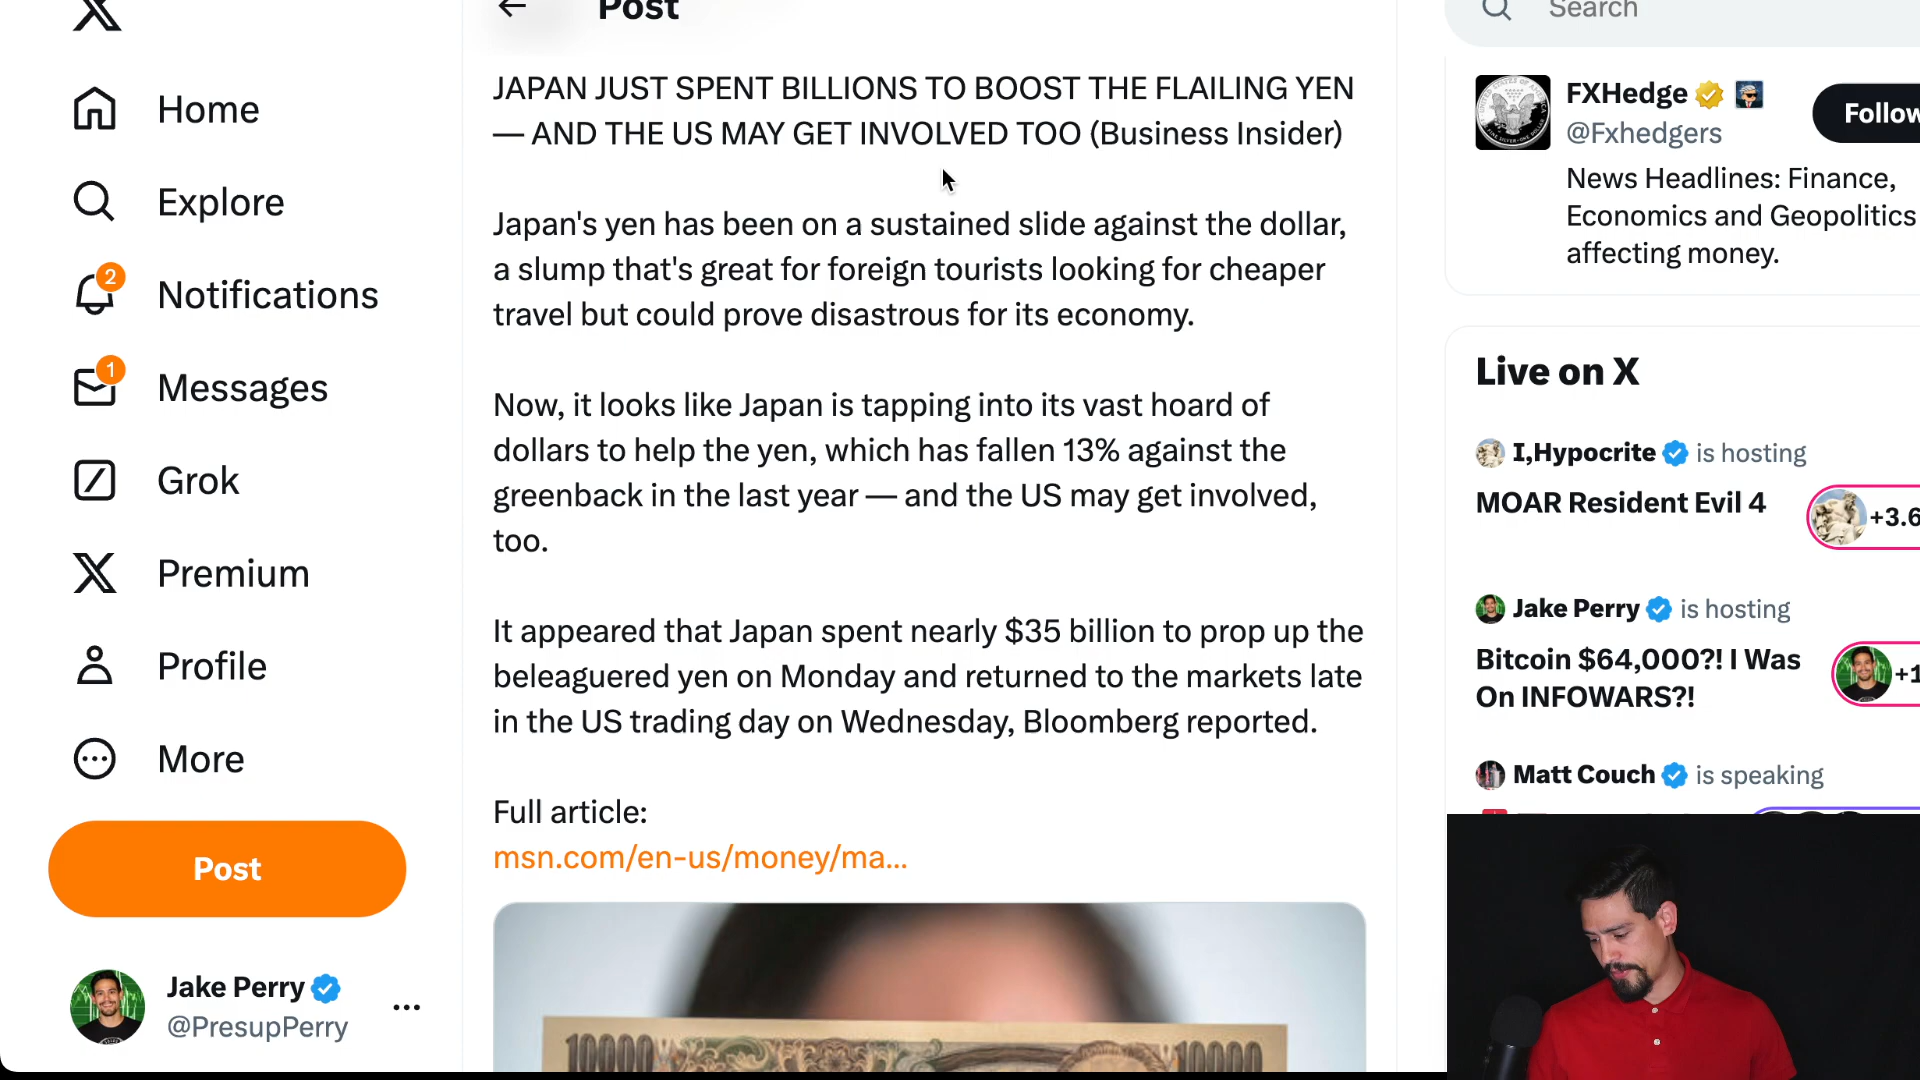 Post
Search
Home
Explore
2
Notifications
1
Messages
Grok
Premium
Profile
More
Post
Jake Perry
@PresupPerry
JAPAN JUST SPENT BILLIONS TO BOOST THE FLAILING YEN
— AND THE US MAY GET INVOLVED TOO (Business Insider)
Japan's yen has been on a sustained slide against the dollar,
a slump that's great for foreign tourists looking for cheaper
travel but could prove disastrous for its economy.
Now, it looks like Japan is tapping into its vast hoard of
dollars to help the yen, which has fallen 13% against the
greenback in the last year — and the US may get involved,
too.
It appeared that Japan spent nearly $35 billion to prop up the
beleaguered yen on Monday and returned to the markets late
in the US trading day on Wednesday, Bloomberg reported.
Full article:
msn.com/en-us/money/ma...
10000
10000
FXHedge
@Fxhedgers
Follow
News Headlines: Finance,
Economics and Geopolitics
affecting money.
Live on X
I,Hypocrite is hosting
MOAR Resident Evil 4
+3.6
Jake Perry is hosting
Bitcoin $64,000?! I Was
On INFOWARS?!
+1
Matt Couch is speaking